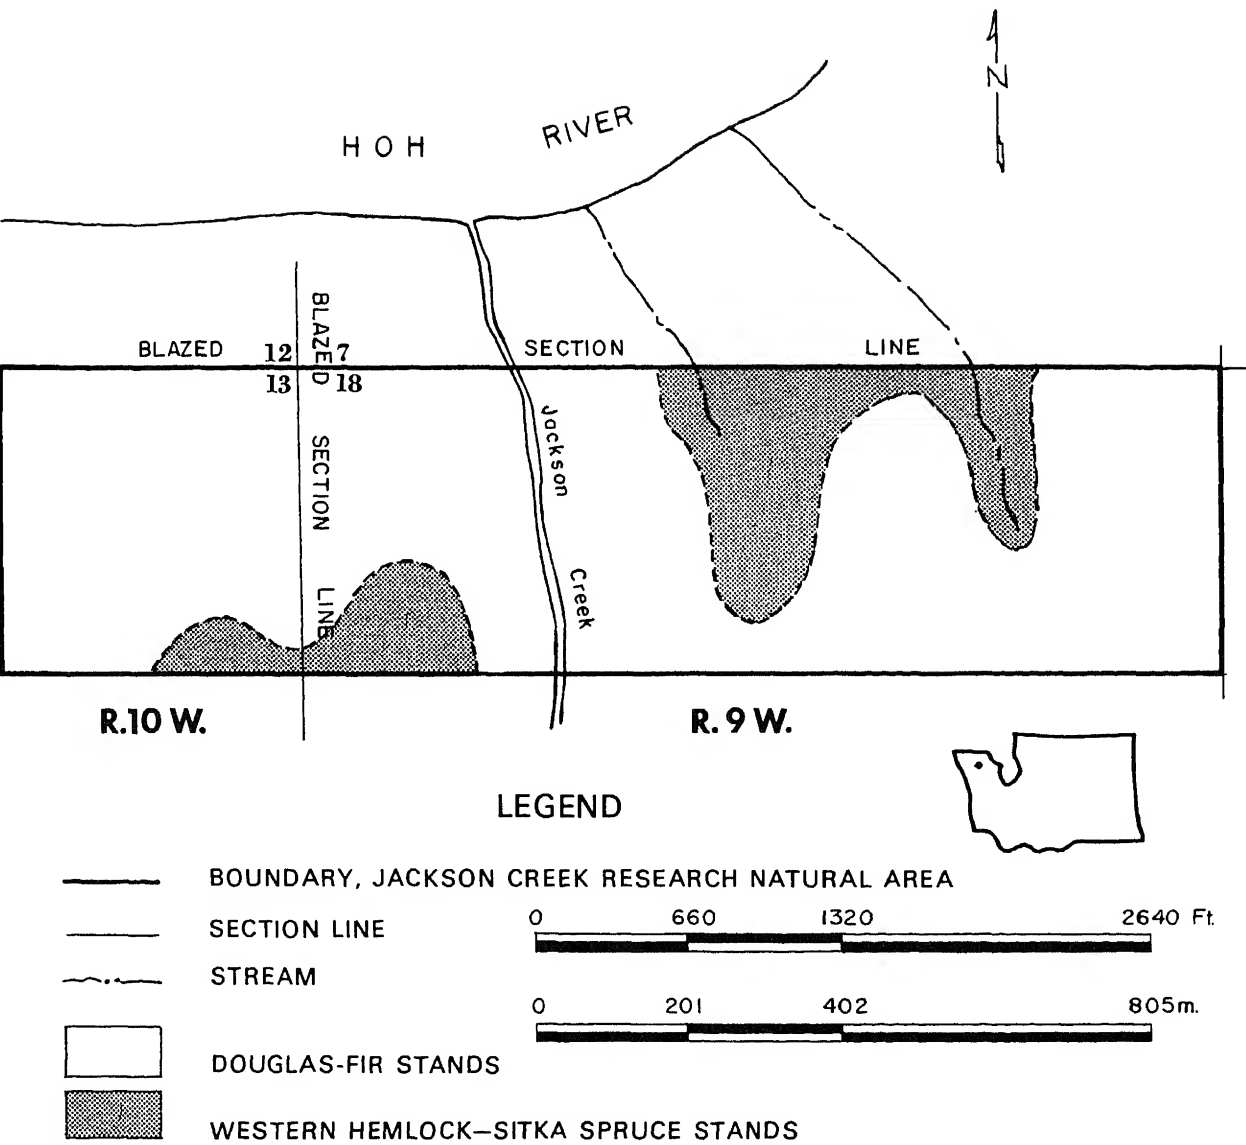 N
HOH RIVER
BLAZED SECTION LINE
12 7
13 18
BLAZED SECTION LINE
Jackson Creek
R.10 W. R. 9 W.
LEGEND
BOUNDARY, JACKSON CREEK RESEARCH NATURAL AREA
SECTION LINE
STREAM
DOUGLAS-FIR STANDS
WESTERN HEMLOCK—SITKA SPRUCE STANDS
0 660 1320 2640 Ft.
0 201 402 805m.